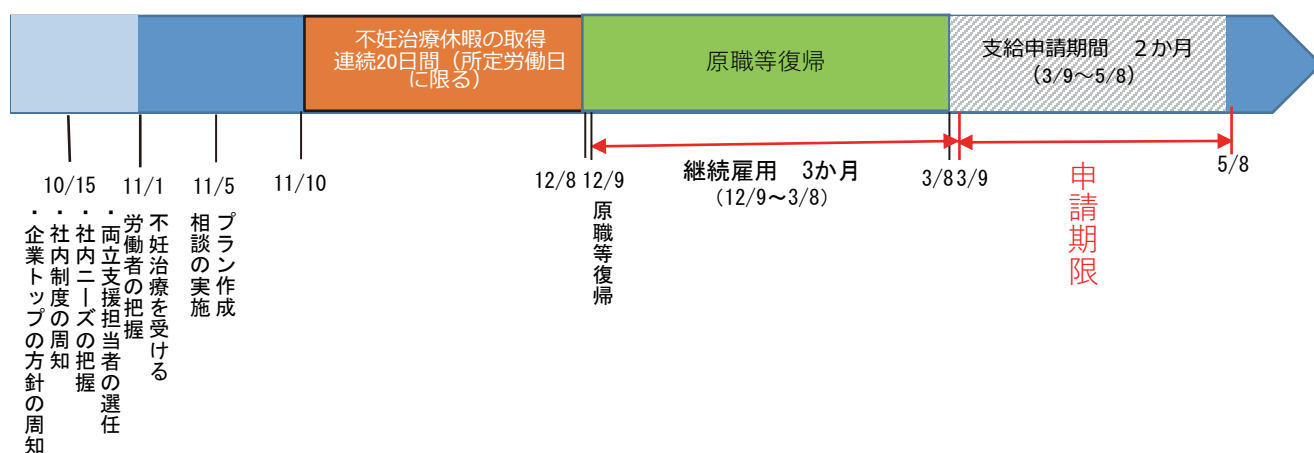 不妊治療休暇の取得
連続20日間（所定労働日
に限る）
原職等復帰
支給申請期間　２か月
（3/9～5/8）
10/15
11/1
11/5
11/10
12/8
12/9
継続雇用　3か月
（12/9～3/8）
3/8
3/9
5/8
・両立支援担当者の選任
・社内ニーズの把握
・社内制度の周知
・企業トップの方針の周知
不妊治療を受ける
労働者の把握
プラン作成
相談の実施
原職等復帰
申請期限